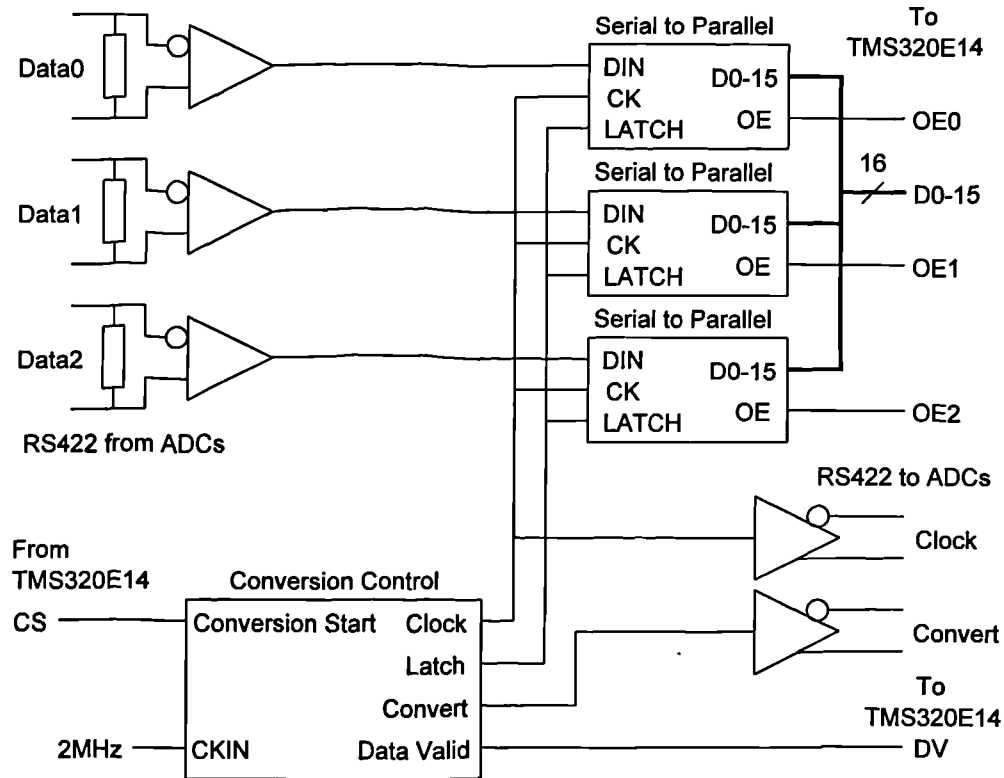 To
TMS320E14
Data0
Serial to Parallel
DIN
CK
LATCH
D0-15
OE
OE0
Data1
Serial to Parallel
DIN
CK
LATCH
D0-15
OE
16
D0-15
OE1
Data2
Serial to Parallel
DIN
CK
LATCH
D0-15
OE
OE2
RS422 from ADCs
RS422 to ADCs
Clock
Convert
From
TMS320E14
CS
2MHz
Conversion Control
Conversion Start
CKIN
Clock
Latch
Convert
Data Valid
To
TMS320E14
DV